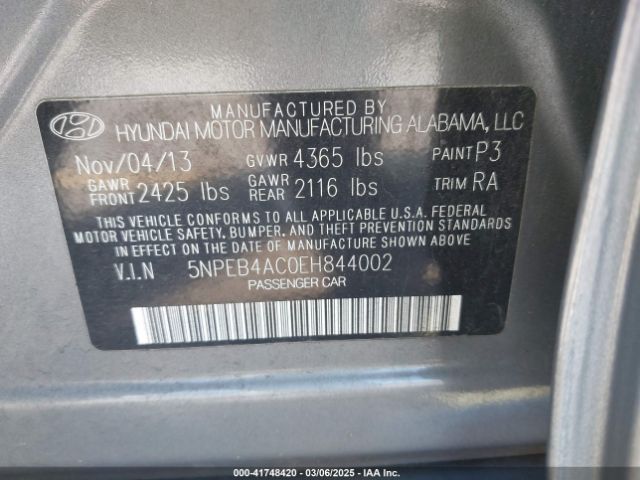 MANUFACTURED BY
HYUNDAI MOTOR MANUFACTURING ALABAMA, LLC
Nov/04/13 GVWR 4365 lbs PAINT P3
GAWR FRONT 2425 lbs GAWR REAR 2116 lbs TRIM RA
THIS VEHICLE CONFORMS TO ALL APPLICABLE U.S.A. FEDERAL
MOTOR VEHICLE SAFETY, BUMPER, AND THEFT PREVENTION STANDARDS
IN EFFECT ON THE DATE OF MANUFACTURE SHOWN ABOVE.
V.I.N 5NPEB4AC0EH844002
PASSENGER CAR
000-41748420 - 03/06/2025 - IAA, Inc.